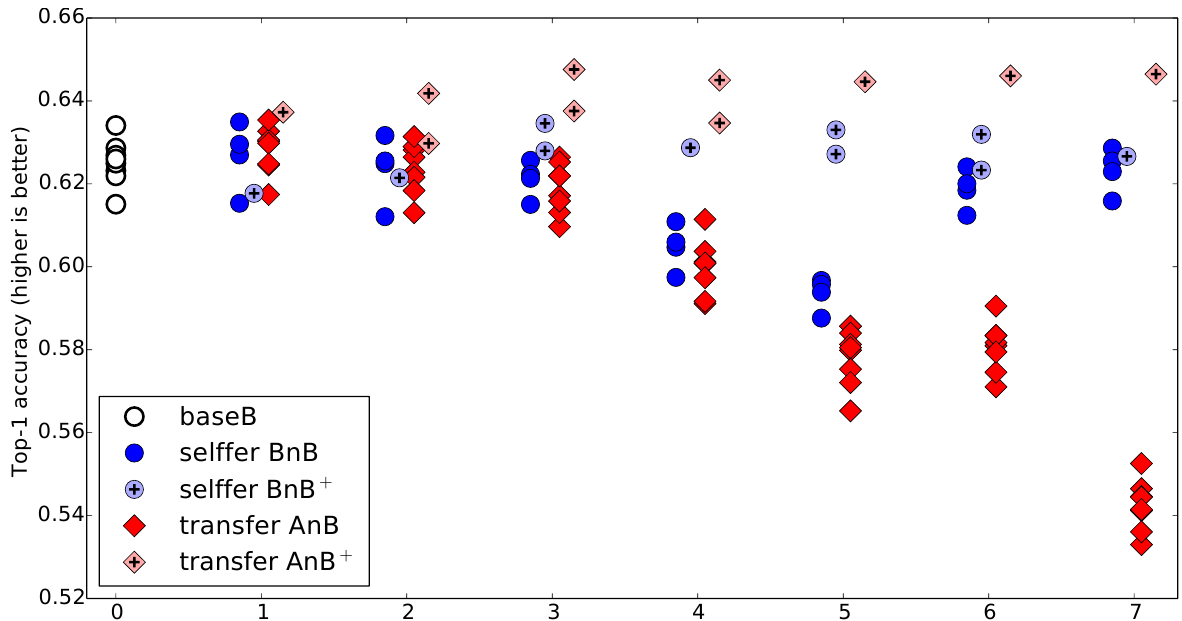 0.66
0.64
0.62
0.60
0.58
0.56
0.54
0.52
Top-1 accuracy (higher is better)
baseB
selffer BnB
selffer BnB⁺
transfer AnB
transfer AnB⁺
0 1 2 3 4 5 6 7